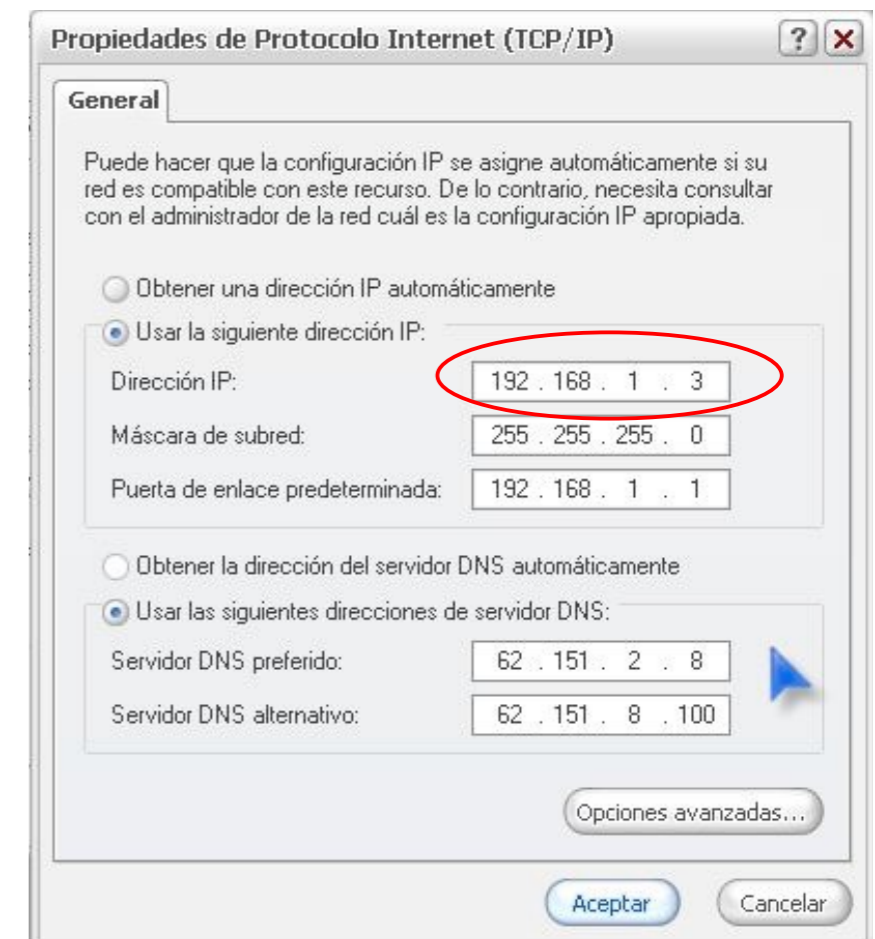 Propiedades de Protocolo Internet (TCP/IP)
General
Puede hacer que la configuración IP se asigne automáticamente si su
red es compatible con este recurso. De lo contrario, necesita consultar
con el administrador de la red cuál es la configuración IP apropiada.
Obtener una dirección IP automáticamente
Usar la siguiente dirección IP:
Dirección IP: 192 . 168 . 1 . 3
Máscara de subred: 255 . 255 . 255 . 0
Puerta de enlace predeterminada: 192 . 168 . 1 . 1
Obtener la dirección del servidor DNS automáticamente
Usar las siguientes direcciones de servidor DNS:
Servidor DNS preferido: 62 . 151 . 2 . 8
Servidor DNS alternativo: 62 . 151 . 8 . 100
Opciones avanzadas...
Aceptar Cancelar